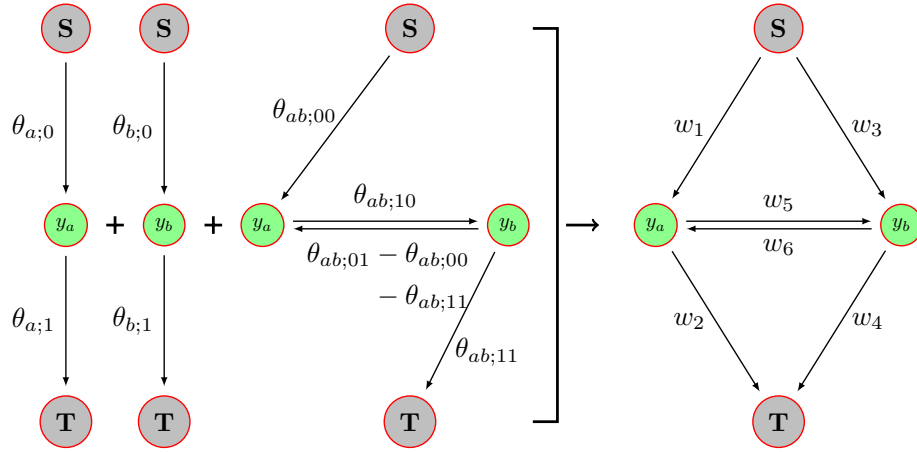 S S S S
θ_{a;0} θ_{b;0} θ_{ab;00} w_1 w_3
y_a + y_b + y_a θ_{ab;10} y_b → y_a w_5 y_b
θ_{ab;01} − θ_{ab;00} w_6
− θ_{ab;11}
θ_{a;1} θ_{b;1} θ_{ab;11} w_2 w_4
T T T T